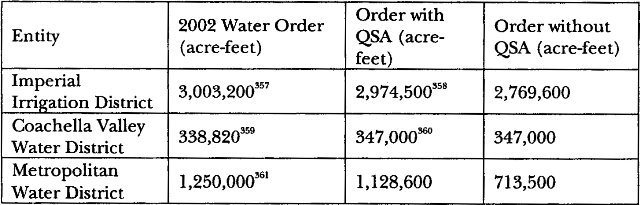 Entity | 2002 Water Order (acre-feet) | Order with QSA (acre-feet) | Order without QSA (acre-feet)
Imperial Irrigation District | 3,003,200³⁵⁷ | 2,974,500³⁵⁸ | 2,769,600
Coachella Valley Water District | 338,820³⁵⁹ | 347,000³⁶⁰ | 347,000
Metropolitan Water District | 1,250,000³⁶¹ | 1,128,600 | 713,500